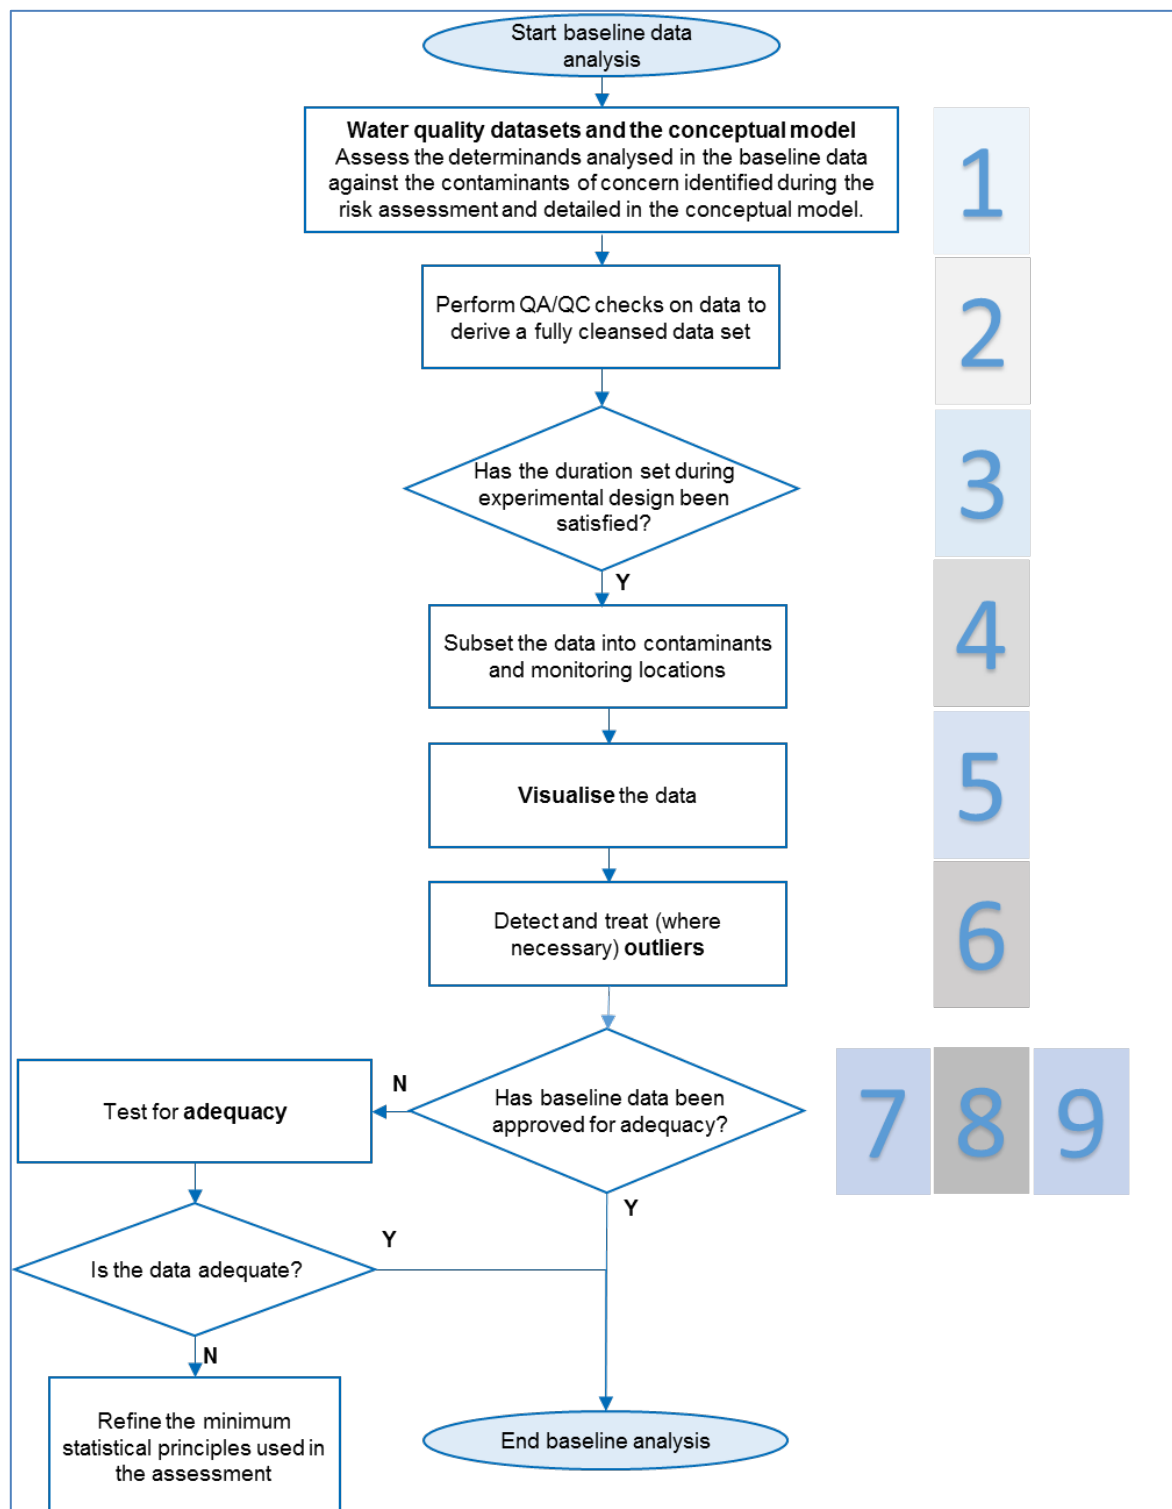 Start baseline data
analysis
Water quality datasets and the conceptual model
Assess the determinands analysed in the baseline data
against the contaminants of concern identified during the
risk assessment and detailed in the conceptual model.
1
Perform QA/QC checks on data to
derive a fully cleansed data set
2
Has the duration set during
experimental design been
satisfied?
3
Y
Subset the data into contaminants
and monitoring locations
4
Visualise the data
5
Detect and treat (where
necessary) outliers
6
Has baseline data been
approved for adequacy?
7 8 9
N
Test for adequacy
Y
Is the data adequate?
Y
N
Refine the minimum
statistical principles used in
the assessment
End baseline analysis